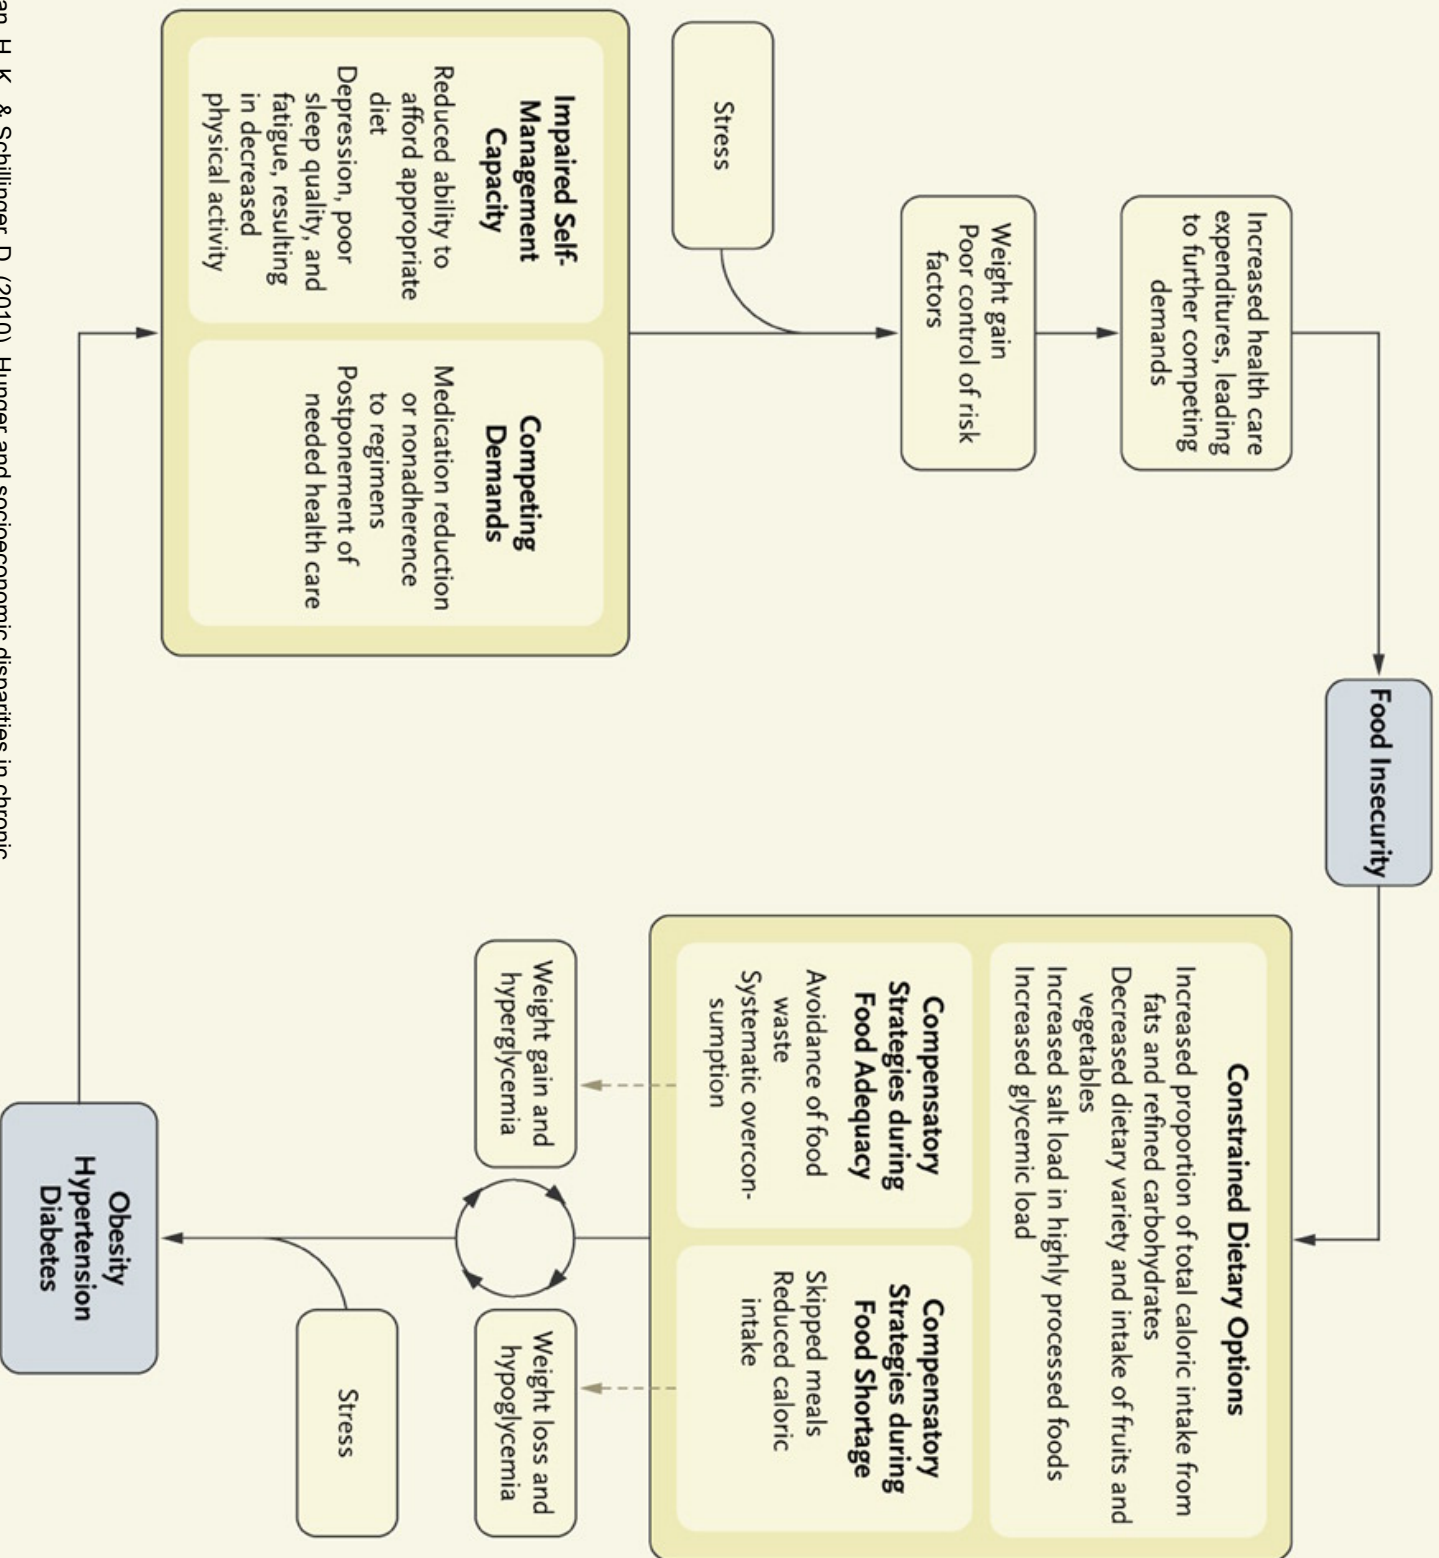 Food Insecurity
Increased health care
expenditures, leading
to further competing
demands
Weight gain
Poor control of risk
factors
Stress
Impaired Self-
Management
Capacity
Reduced ability to
afford appropriate
diet
Depression, poor
sleep quality, and
fatigue, resulting
in decreased
physical activity
Competing
Demands
Medication reduction
or nonadherence
to regimens
Postponement of
needed health care
Constrained Dietary Options
Increased proportion of total caloric intake from
fats and refined carbohydrates
Decreased dietary variety and intake of fruits and
vegetables
Increased salt load in highly processed foods
Increased glycemic load
Compensatory
Strategies during
Food Adequacy
Avoidance of food
waste
Systematic overcon-
sumption
Compensatory
Strategies during
Food Shortage
Skipped meals
Reduced caloric
intake
Weight gain and
hyperglycemia
Weight loss and
hypoglycemia
Stress
Obesity
Hypertension
Diabetes
H. K. & Schillinger, D. (2010). Hunger and socioeconomic disparities in chronic